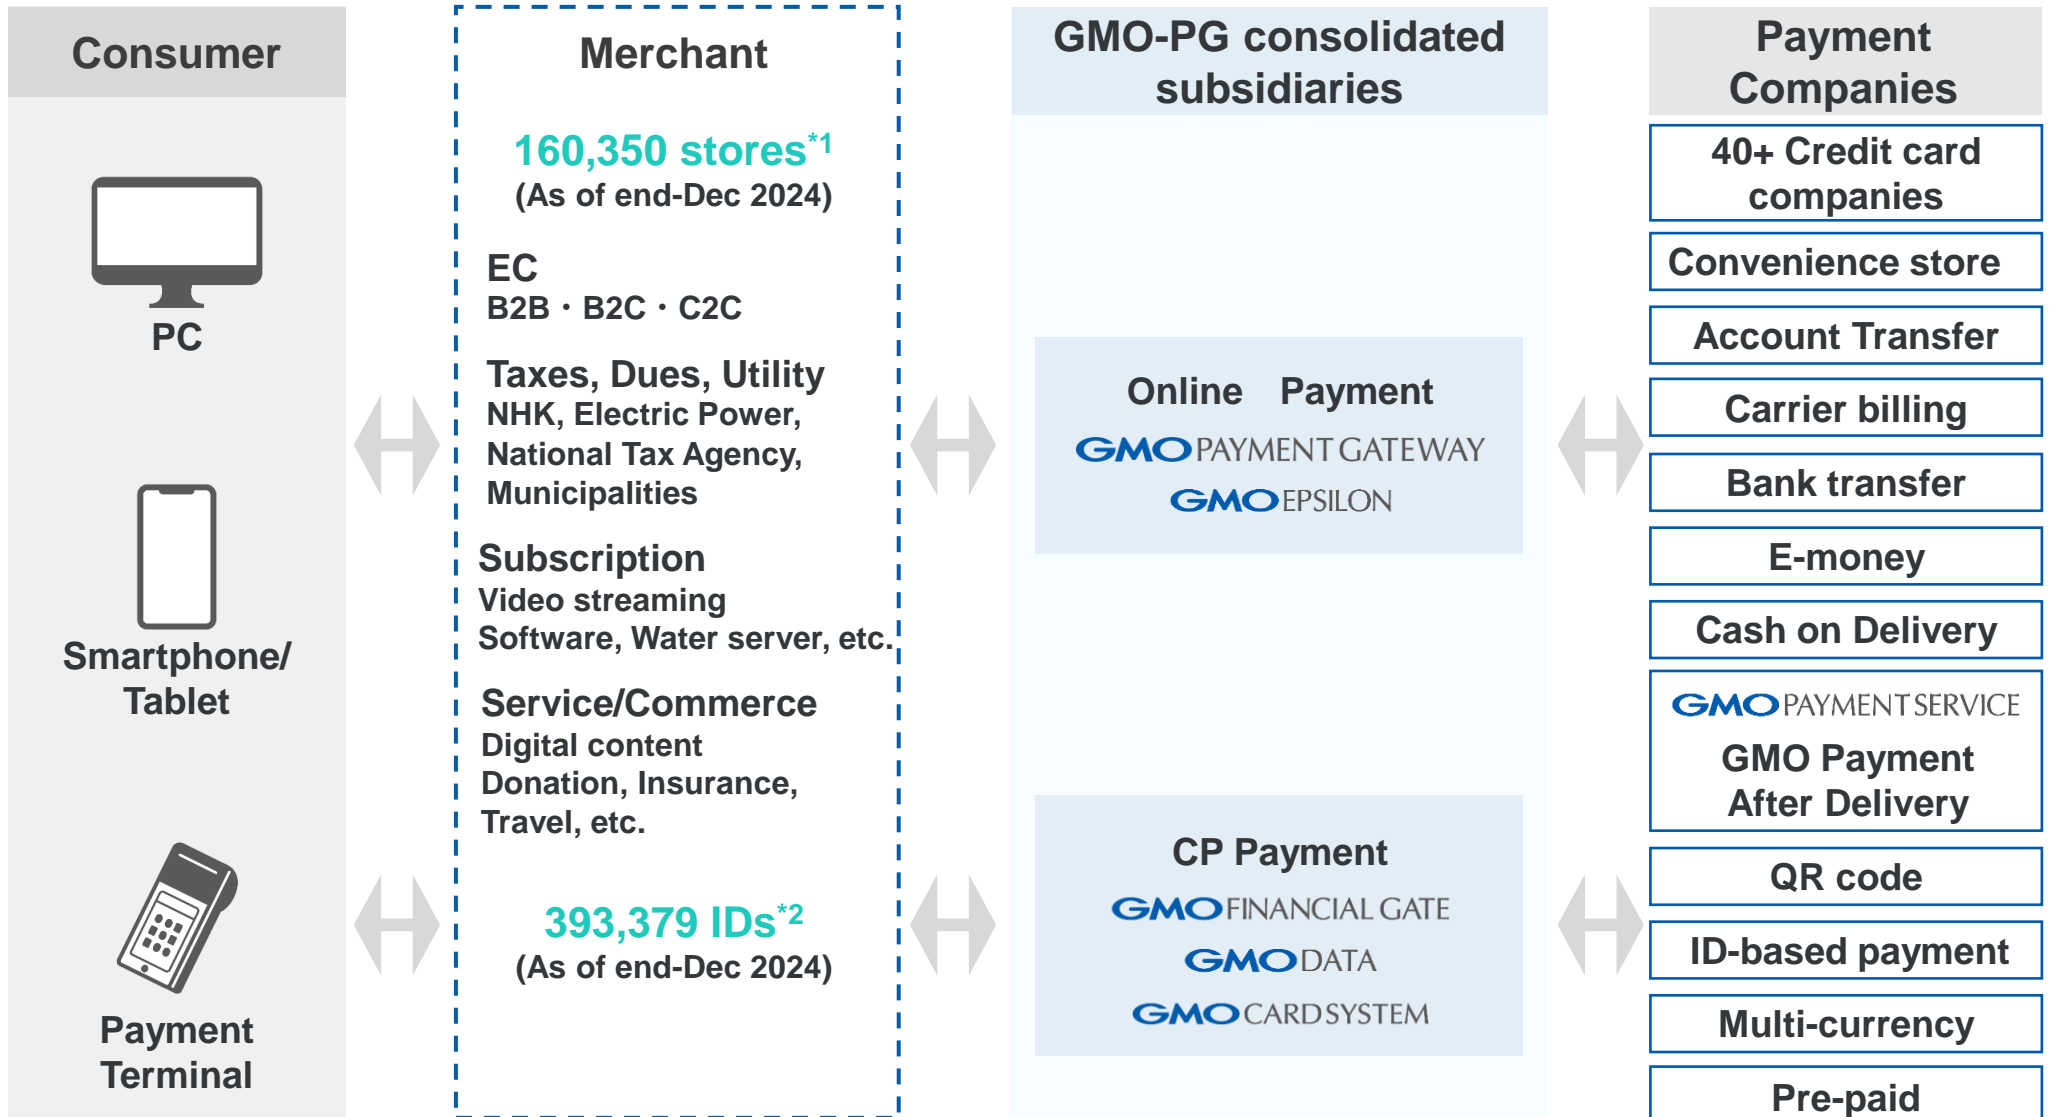 Consumer
PC
Smartphone/
Tablet
Payment
Terminal
Merchant
160,350 stores*1
(As of end-Dec 2024)
EC
B2B・B2C・C2C
Taxes, Dues, Utility
NHK, Electric Power,
National Tax Agency,
Municipalities
Subscription
Video streaming
Software, Water server, etc.
Service/Commerce
Digital content
Donation, Insurance,
Travel, etc.
393,379 IDs*2
(As of end-Dec 2024)
GMO-PG consolidated
subsidiaries
Online Payment
GMO PAYMENT GATEWAY
GMO EPSILON
CP Payment
GMO FINANCIAL GATE
GMO DATA
GMO CARD SYSTEM
Payment
Companies
40+ Credit card
companies
Convenience store
Account Transfer
Carrier billing
Bank transfer
E-money
Cash on Delivery
GMO PAYMENT SERVICE
GMO Payment
After Delivery
QR code
ID-based payment
Multi-currency
Pre-paid